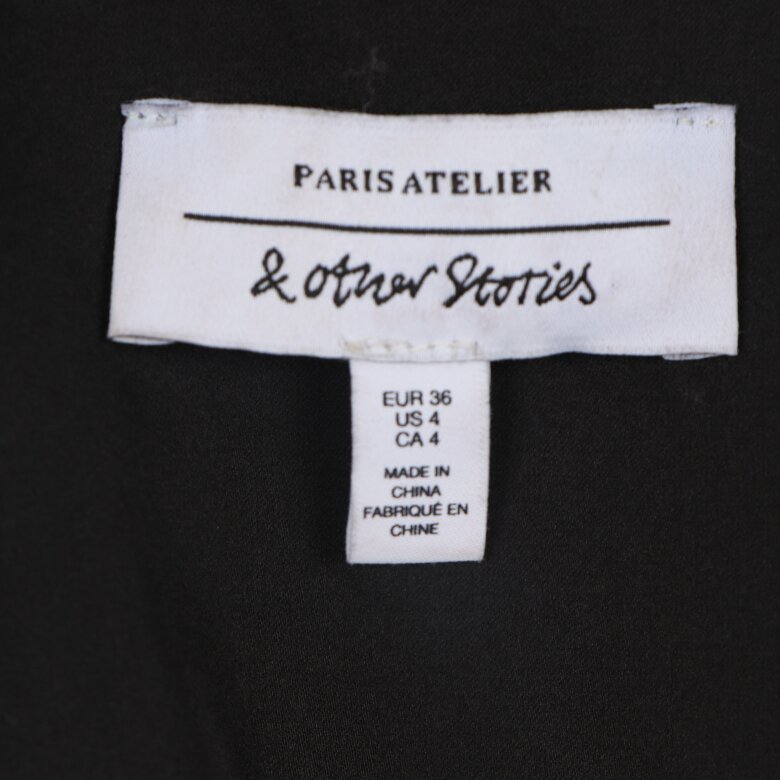 PARIS ATELIER
& other Stories
EUR 36
US 4
CA 4
MADE IN
CHINA
FABRIQUÉ EN
CHINE